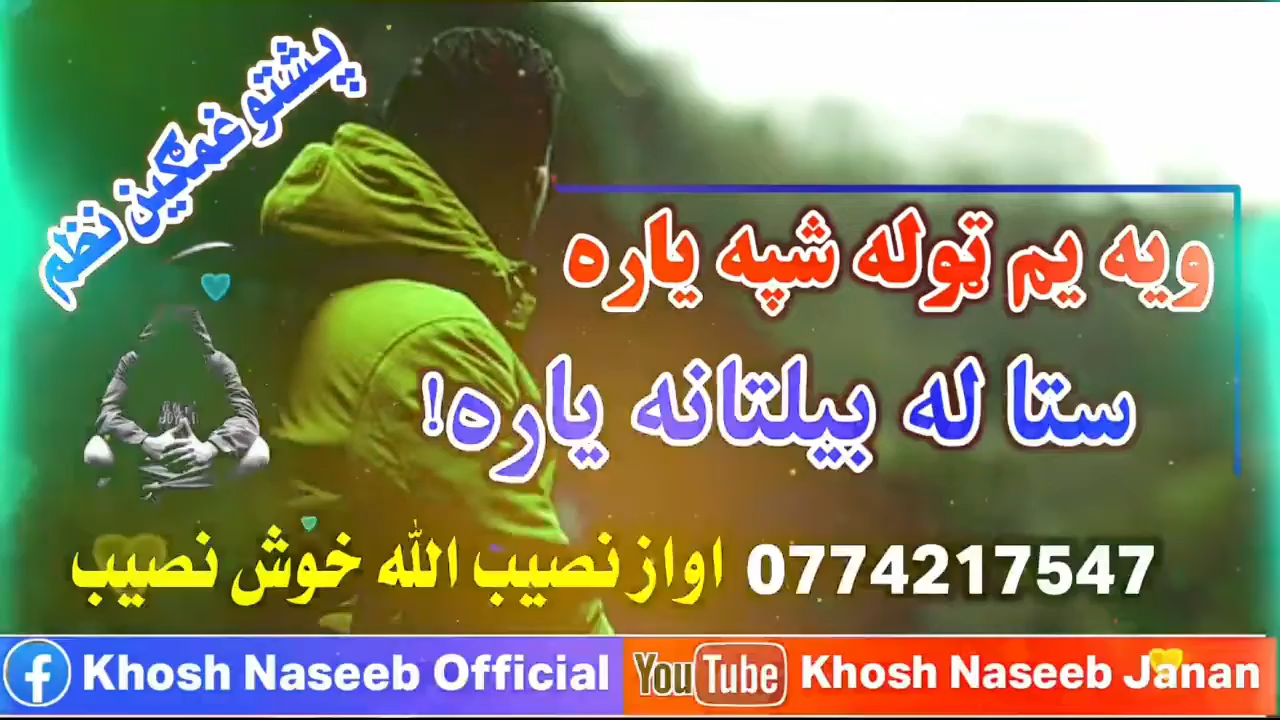 پشتو غمګین نظم
ویه یم ټوله شپه یاره
ستا له بیلتانه یاره!
اواز نصیب الله خوش نصیب 0774217547
Khosh Naseeb Official YouTube Khosh Naseeb Janan